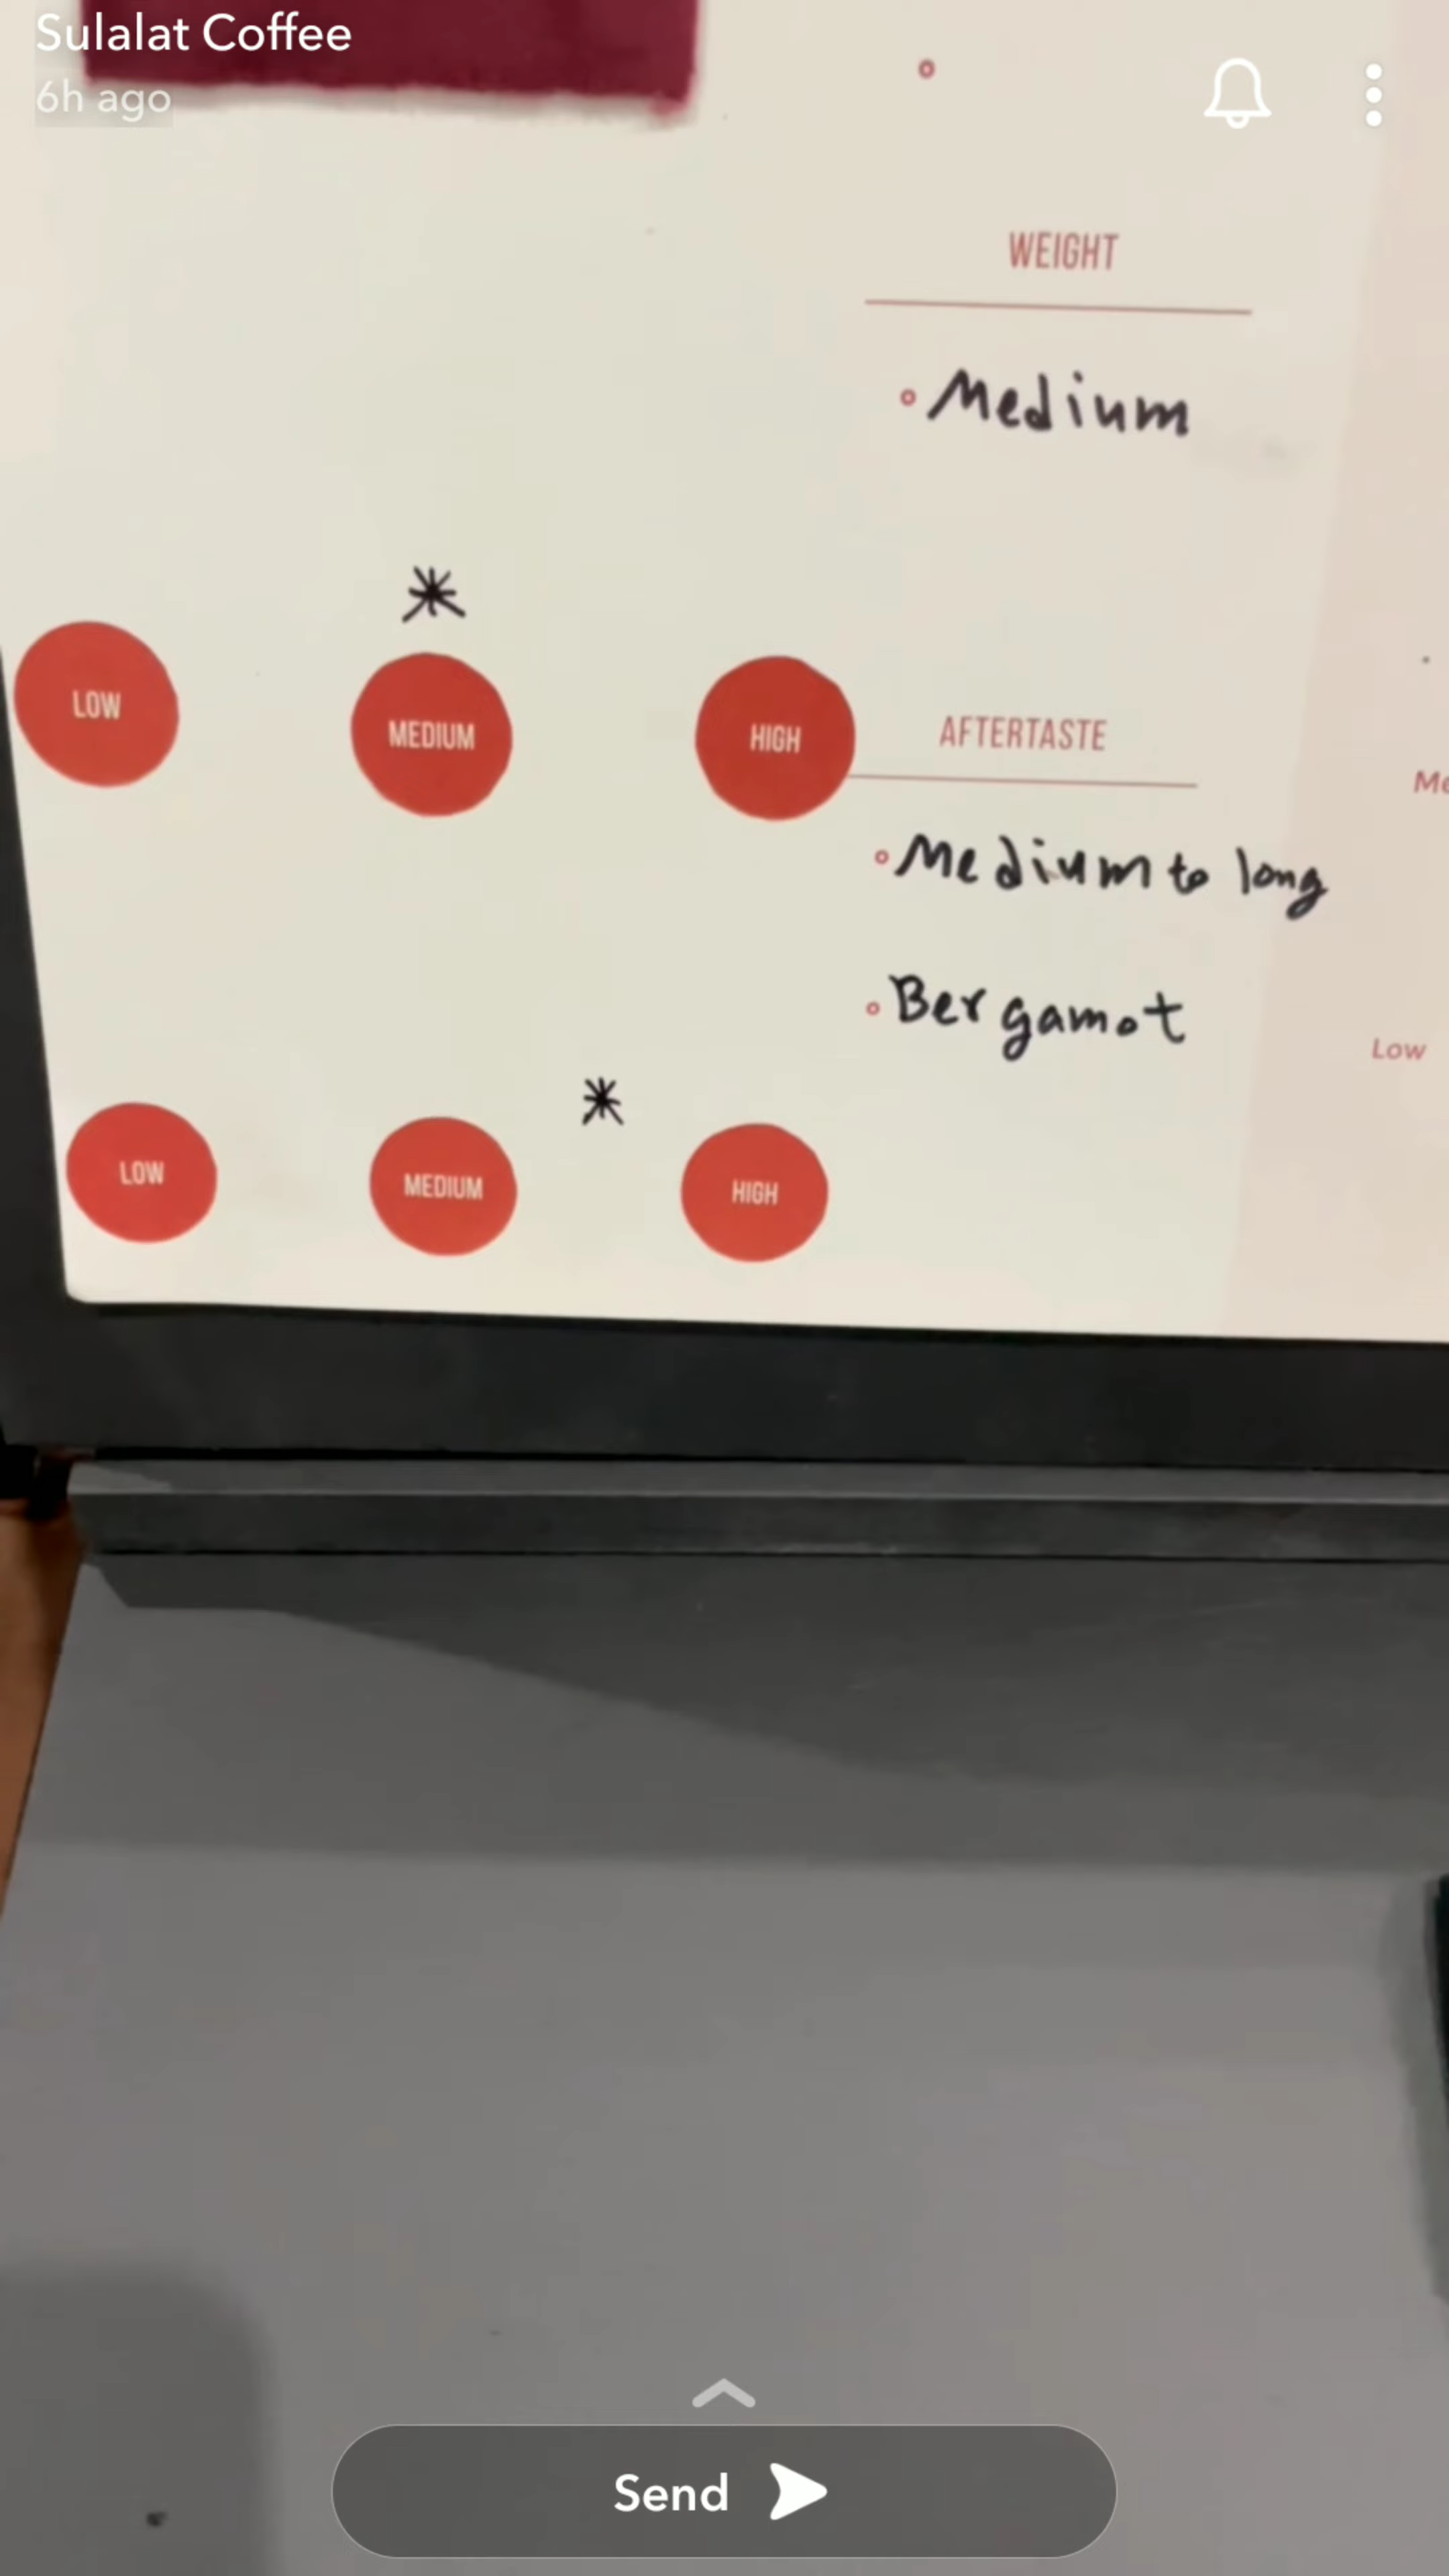 Sulalat Coffee
6h ago
WEIGHT
Medium
LOW
MEDIUM
HIGH
AFTERTASTE
Medium to long
Bergamot
LOW
MEDIUM
HIGH
Low
Send